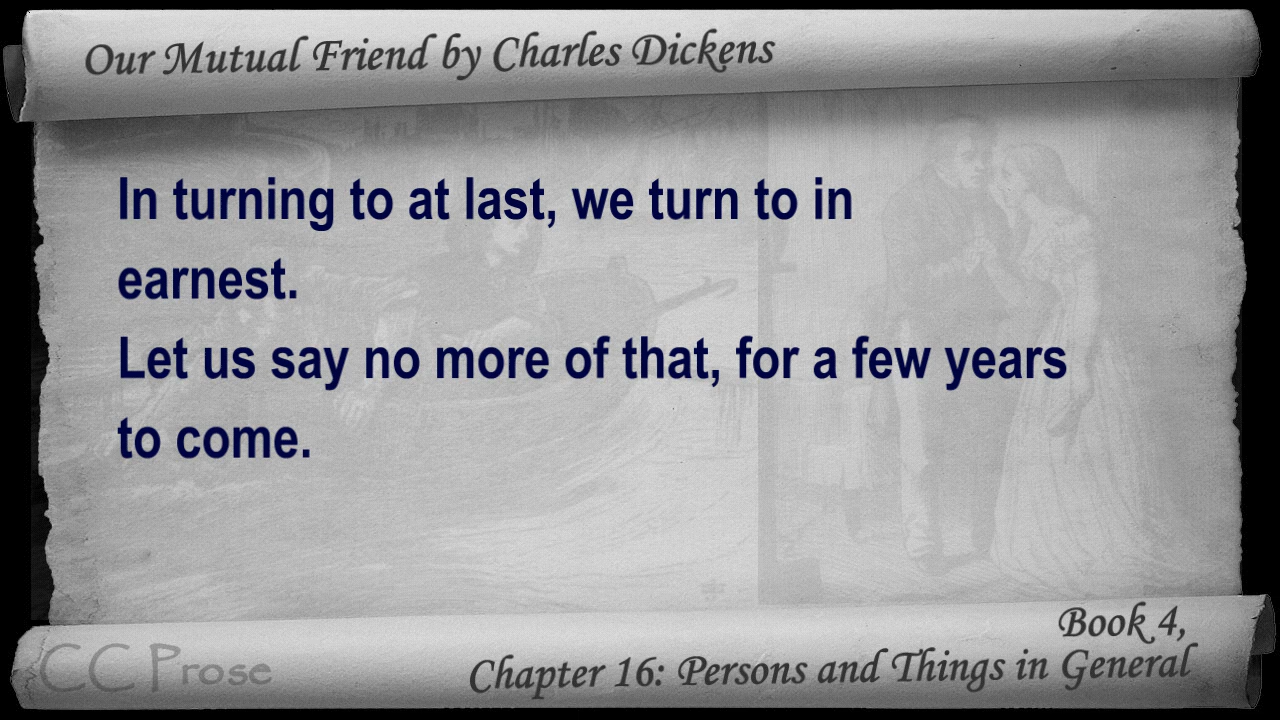 Our Mutual Friend by Charles Dickens
In turning to at last, we turn to in
earnest.
Let us say no more of that, for a few years
to come.
Book 4,
CC Prose
Chapter 16: Persons and Things in General